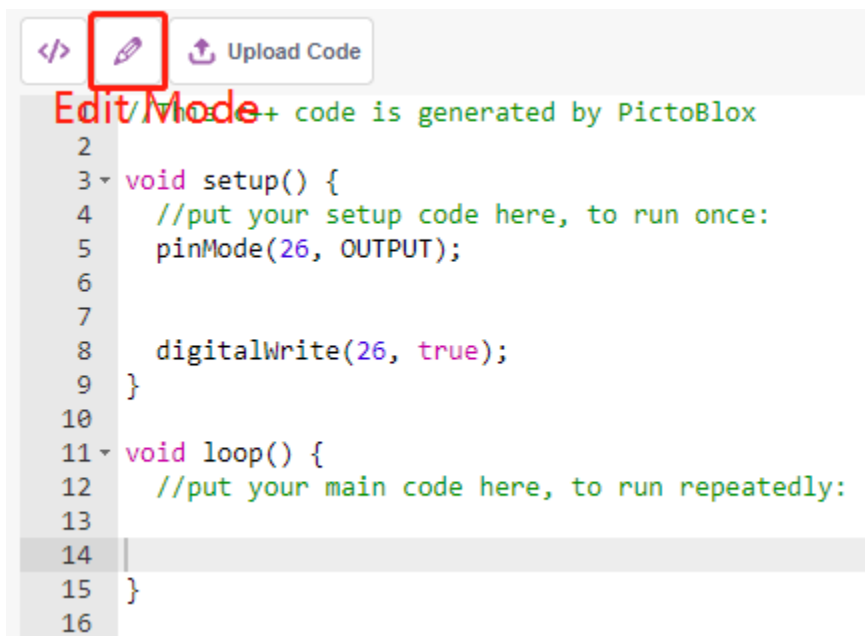 </> Upload Code
Edit Mode
1 //This c++ code is generated by PictoBlox
2
3 void setup() {
4 //put your setup code here, to run once:
5 pinMode(26, OUTPUT);
6
7
8 digitalWrite(26, true);
9 }
10
11 void loop() {
12 //put your main code here, to run repeatedly:
13
14
15 }
16